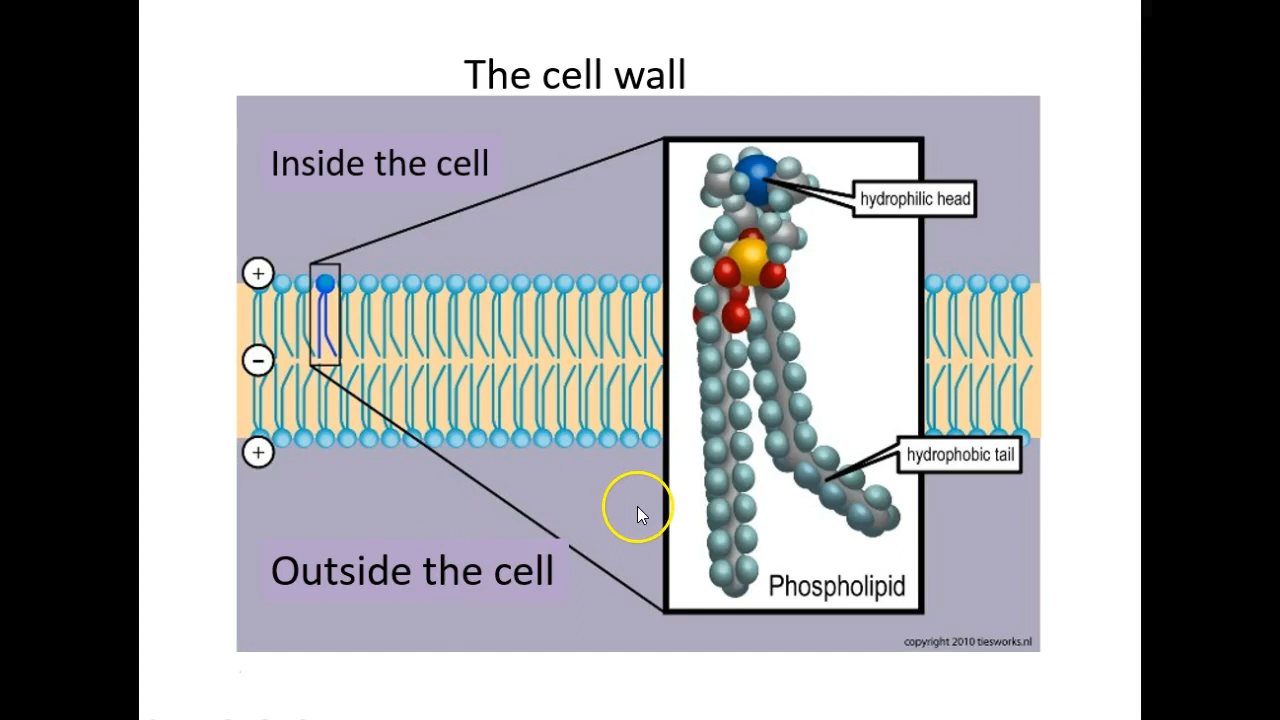 The cell wall
Inside the cell
hydrophilic head
+
−
+
hydrophobic tail
Outside the cell
Phospholipid
copyright 2010 tiesworks.nl